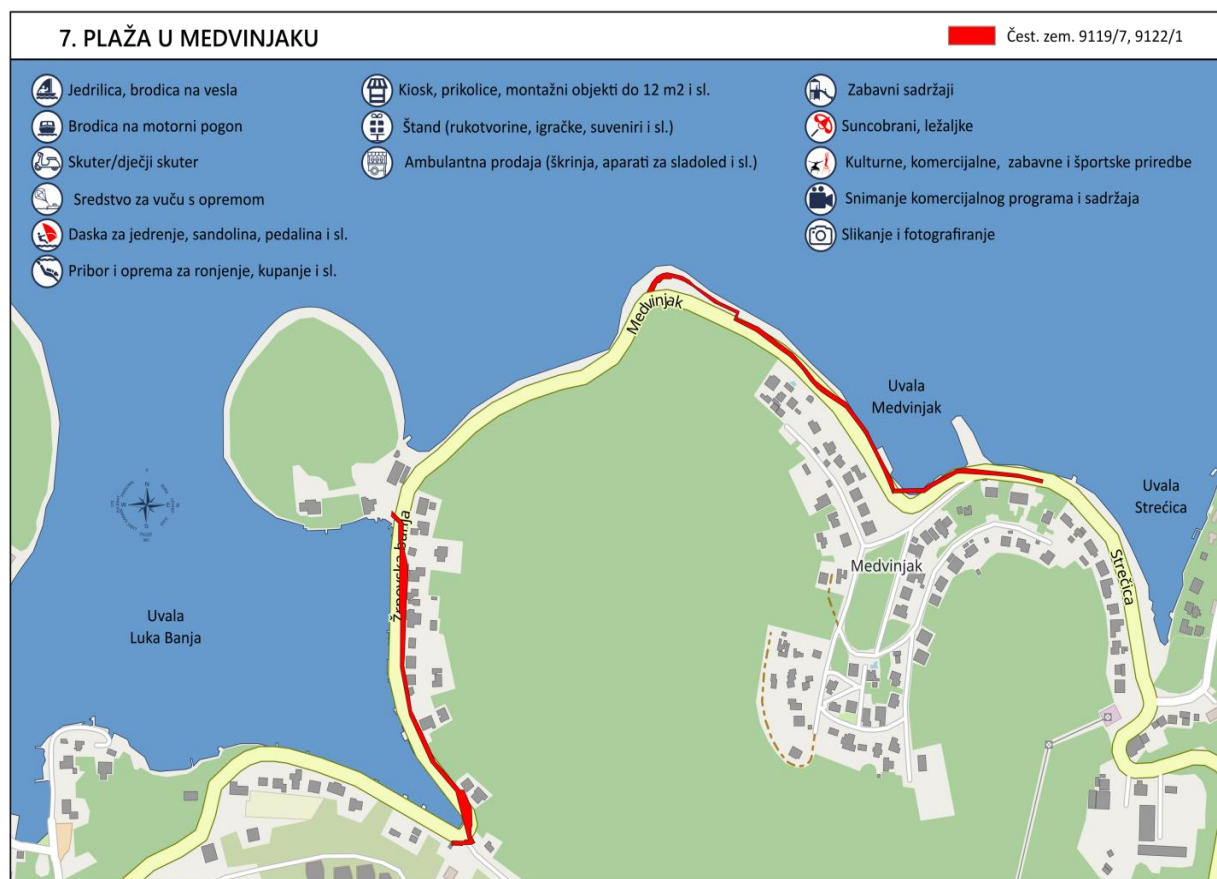 7. PLAŽA U MEDVINJAKU
Čest. zem. 9119/7, 9122/1
Jedrilica, brodica na vesla
Brodica na motorni pogon
Skuter/dječji skuter
Sredstvo za vuču s opremom
Daska za jedrenje, sandolina, pedalina i sl.
Pribor i oprema za ronjenje, kupanje i sl.
Kiosk, prikolice, montažni objekti do 12 m2 i sl.
Štand (rukotvorine, igračke, suveniri i sl.)
Ambulantna prodaja (škrinja, aparati za sladoled i sl.)
Zabavni sadržaji
Suncobrani, ležaljke
Kulturne, komercijalne, zabavne i športske priredbe
Snimanje komercijalnog programa i sadržaja
Slikanje i fotografiranje
Medvinjak
Uvala
Medvinjak
Uvala
Strećica
Žrnovska banja
Medvinjak
Strečica
Uvala
Luka Banja
N